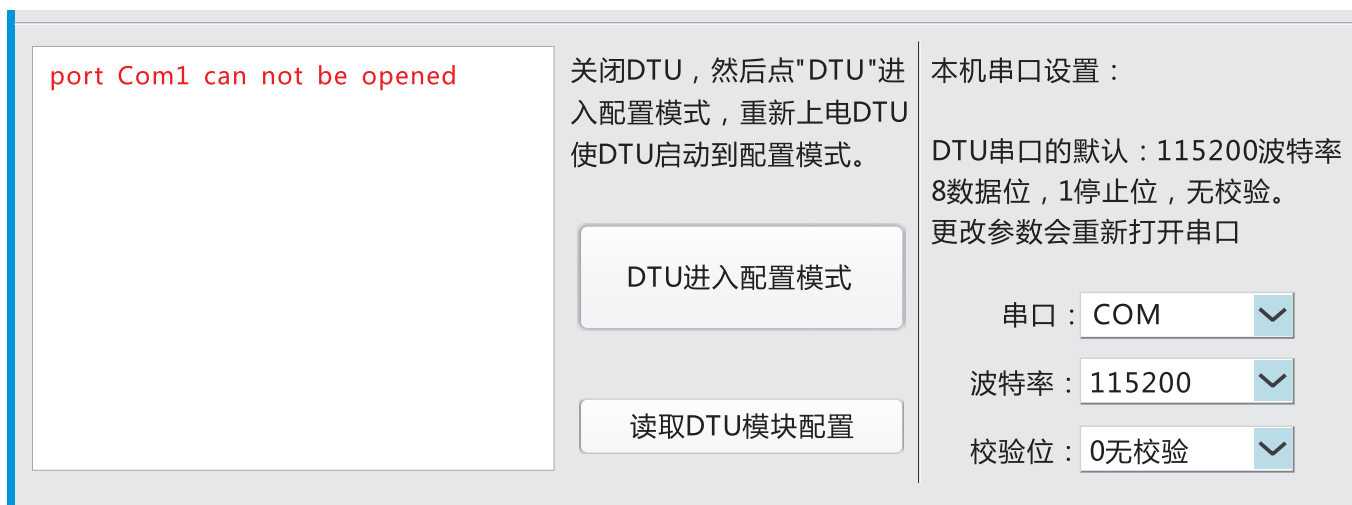 port Com1 can not be opened
关闭DTU，然后点"DTU"进
入配置模式，重新上电DTU
使DTU启动到配置模式。
DTU进入配置模式
读取DTU模块配置
本机串口设置：
DTU串口的默认：115200波特率
8数据位，1停止位，无校验。
更改参数会重新打开串口
串口：COM
波特率：115200
校验位：0无校验